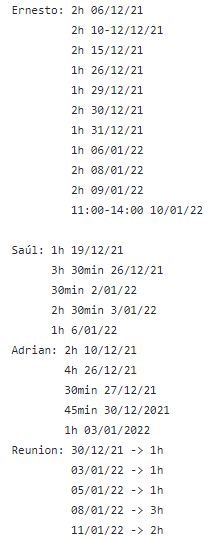 Ernesto: 2h 06/12/21
2h 10-12/12/21
2h 15/12/21
1h 26/12/21
1h 29/12/21
2h 30/12/21
1h 31/12/21
1h 06/01/22
2h 08/01/22
2h 09/01/22
11:00-14:00 10/01/22
Saúl: 1h 19/12/21
3h 30min 26/12/21
30min 2/01/22
2h 30min 3/01/22
1h 6/01/22
Adrian: 2h 10/12/21
4h 26/12/21
30min 27/12/21
45min 30/12/2021
1h 03/01/2022
Reunion: 30/12/21 -> 1h
03/01/22 -> 1h
05/01/22 -> 1h
08/01/22 -> 3h
11/01/22 -> 2h